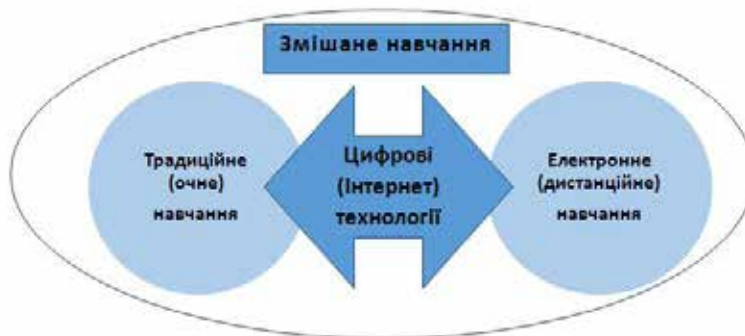 Змішане навчання
Традиційне
(очне)
навчання
Цифрові
(Інтернет)
технології
Електронне
(дистанційне)
навчання